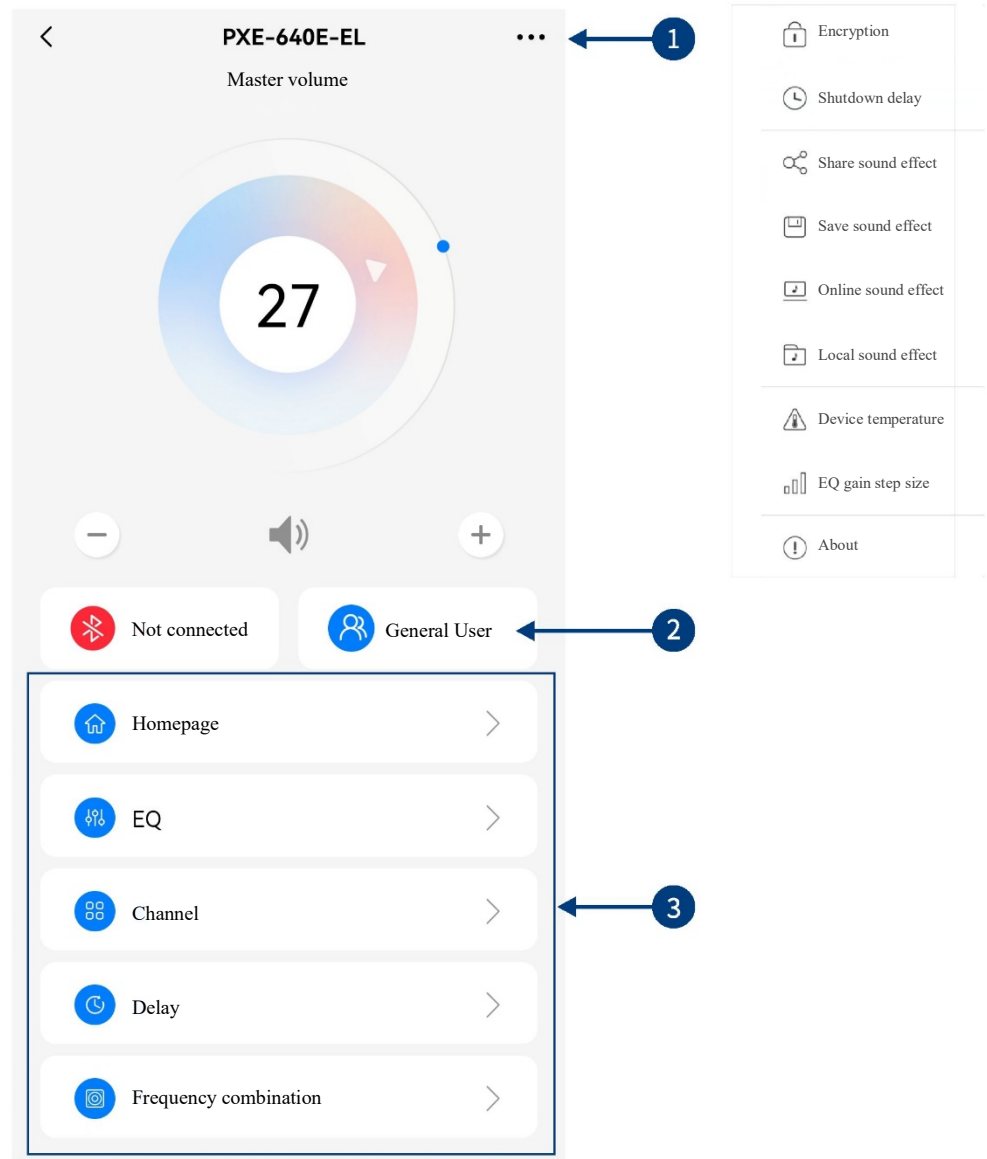 PXE-640E-EL
1
Master volume
27
Not connected
General User
2
Homepage
EQ
Channel
3
Delay
Frequency combination
Encryption
Shutdown delay
Share sound effect
Save sound effect
Online sound effect
Local sound effect
Device temperature
EQ gain step size
About